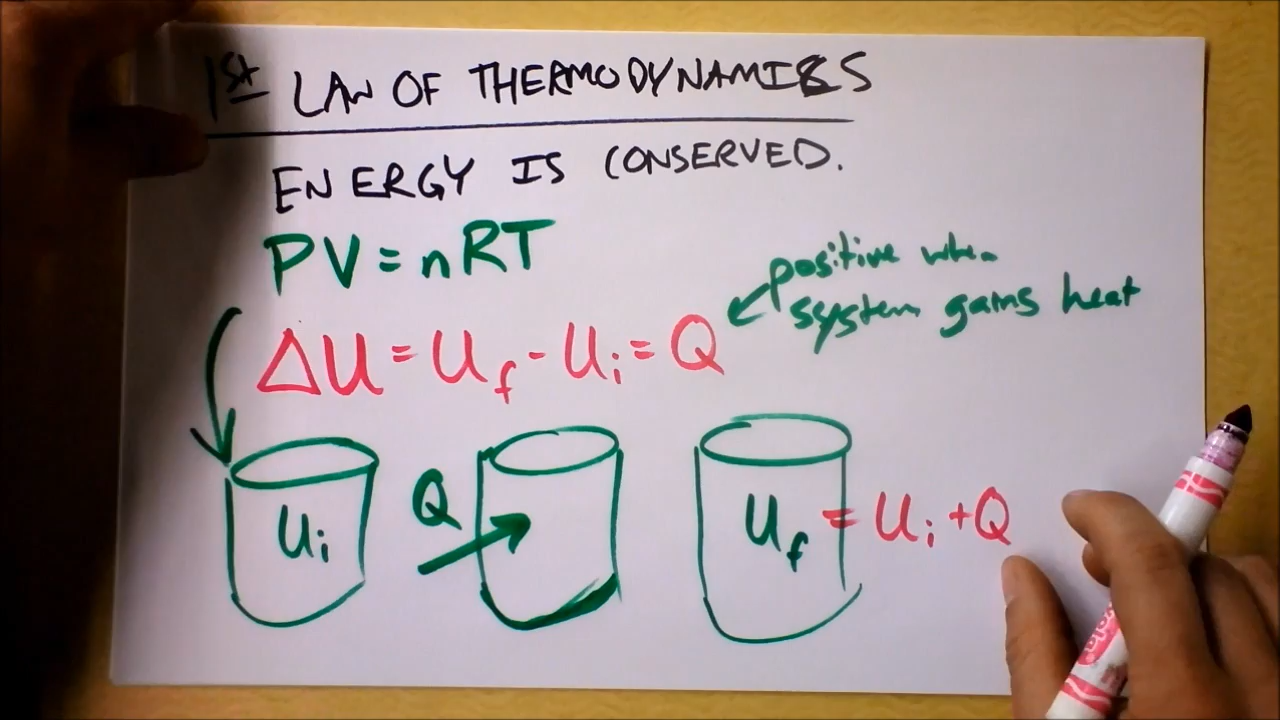 1st LAW OF THERMODYNAMICS
ENERGY IS CONSERVED.
PV = nRT
positive when
system gains heat
ΔU = Uf - Ui = Q
Ui
Q
Uf = Ui + Q